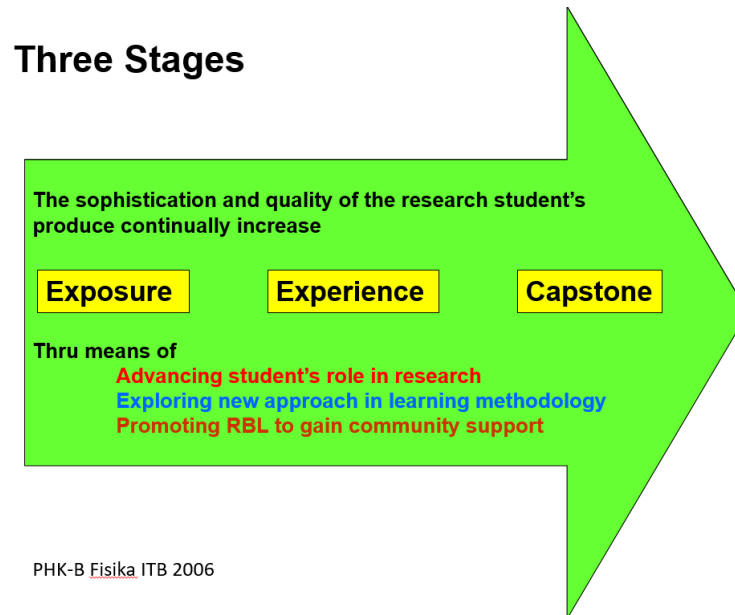 Three Stages
The sophistication and quality of the research student’s
produce continually increase
Exposure
Experience
Capstone
Thru means of
Advancing student’s role in research
Exploring new approach in learning methodology
Promoting RBL to gain community support
PHK-B Fisika ITB 2006